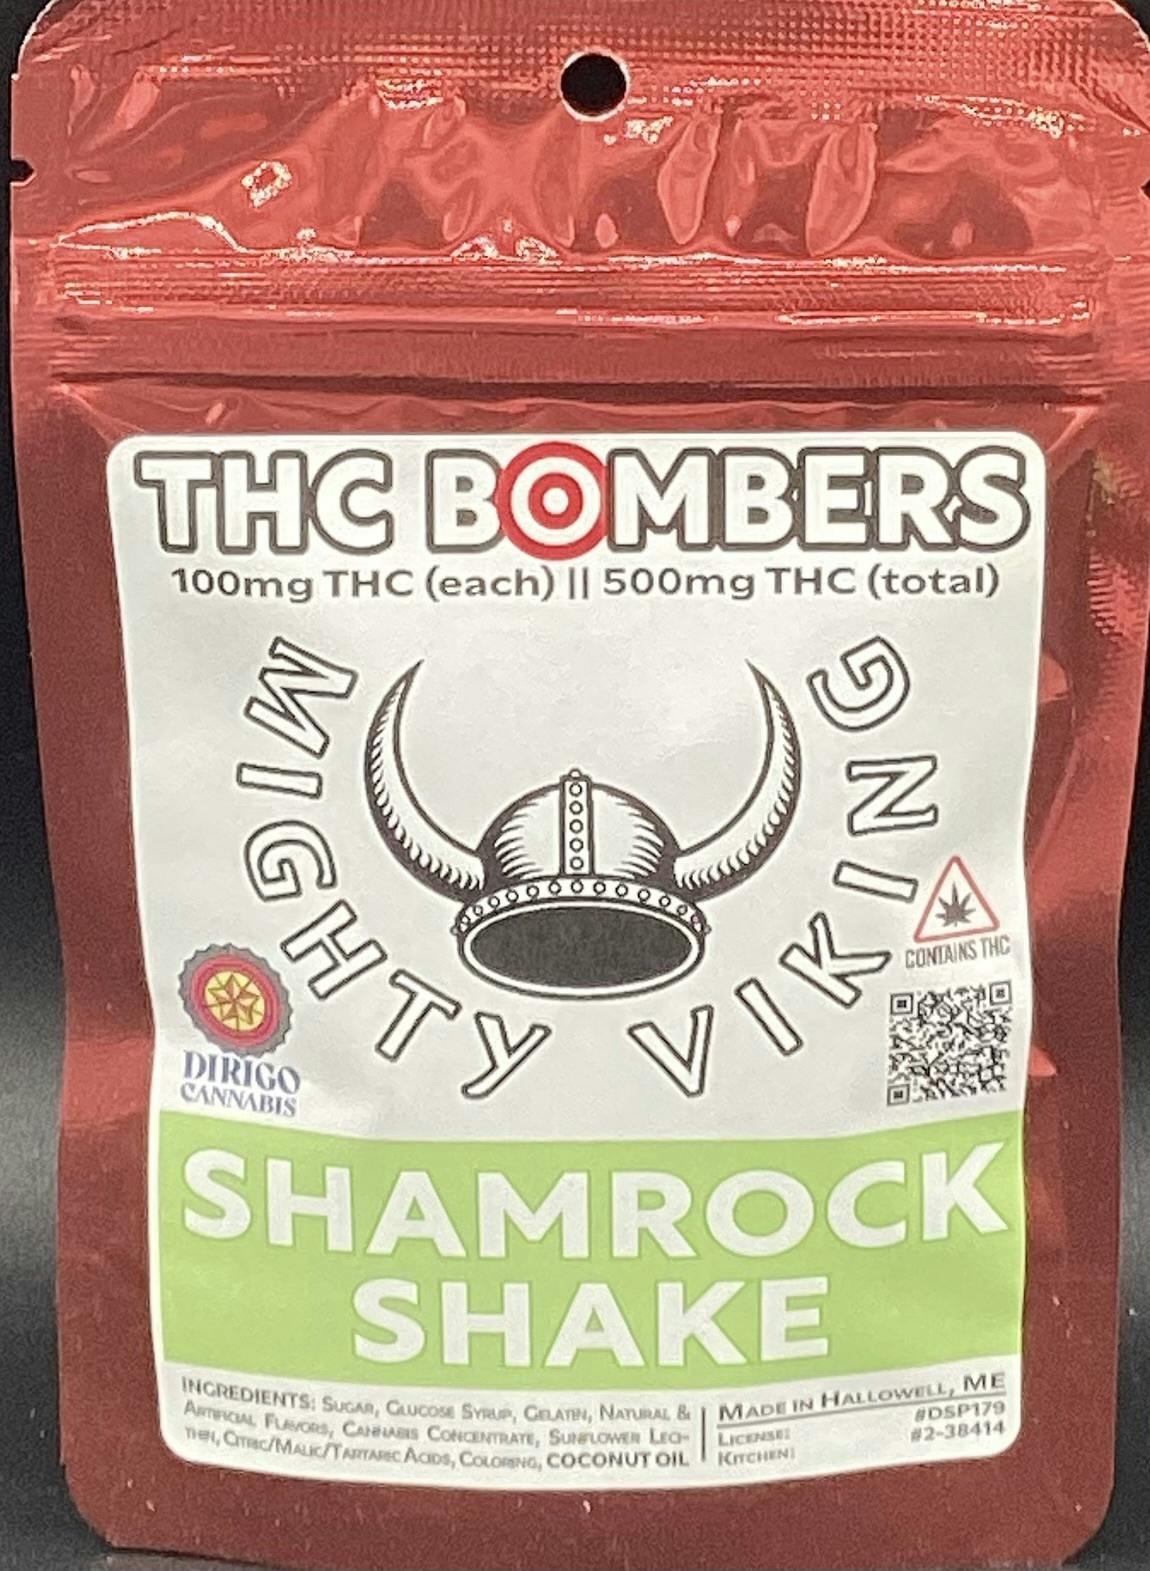 THC BOMBERS
100mg THC (each) || 500mg THC (total)
MIGHTY VIKING
CONTAINS THC
DIRIGO
CANNABIS
SHAMROCK
SHAKE
INGREDIENTS: SUGAR, GLUCOSE SYRUP, GELATIN, NATURAL &
ARTIFICIAL FLAVORS, CANNABIS CONCENTRATE, SUNFLOWER LECI-
THIN, CITRIC/MALIC/TARTARIC ACIDS, COLORING, COCONUT OIL
MADE IN HALLOWELL, ME
LICENSE: #DSP179
KITCHEN: #2-38414